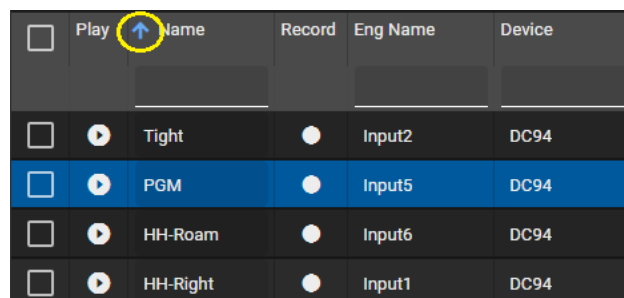 Play Name Record Eng Name Device
Tight Input2 DC94
PGM Input5 DC94
HH-Roam Input6 DC94
HH-Right Input1 DC94